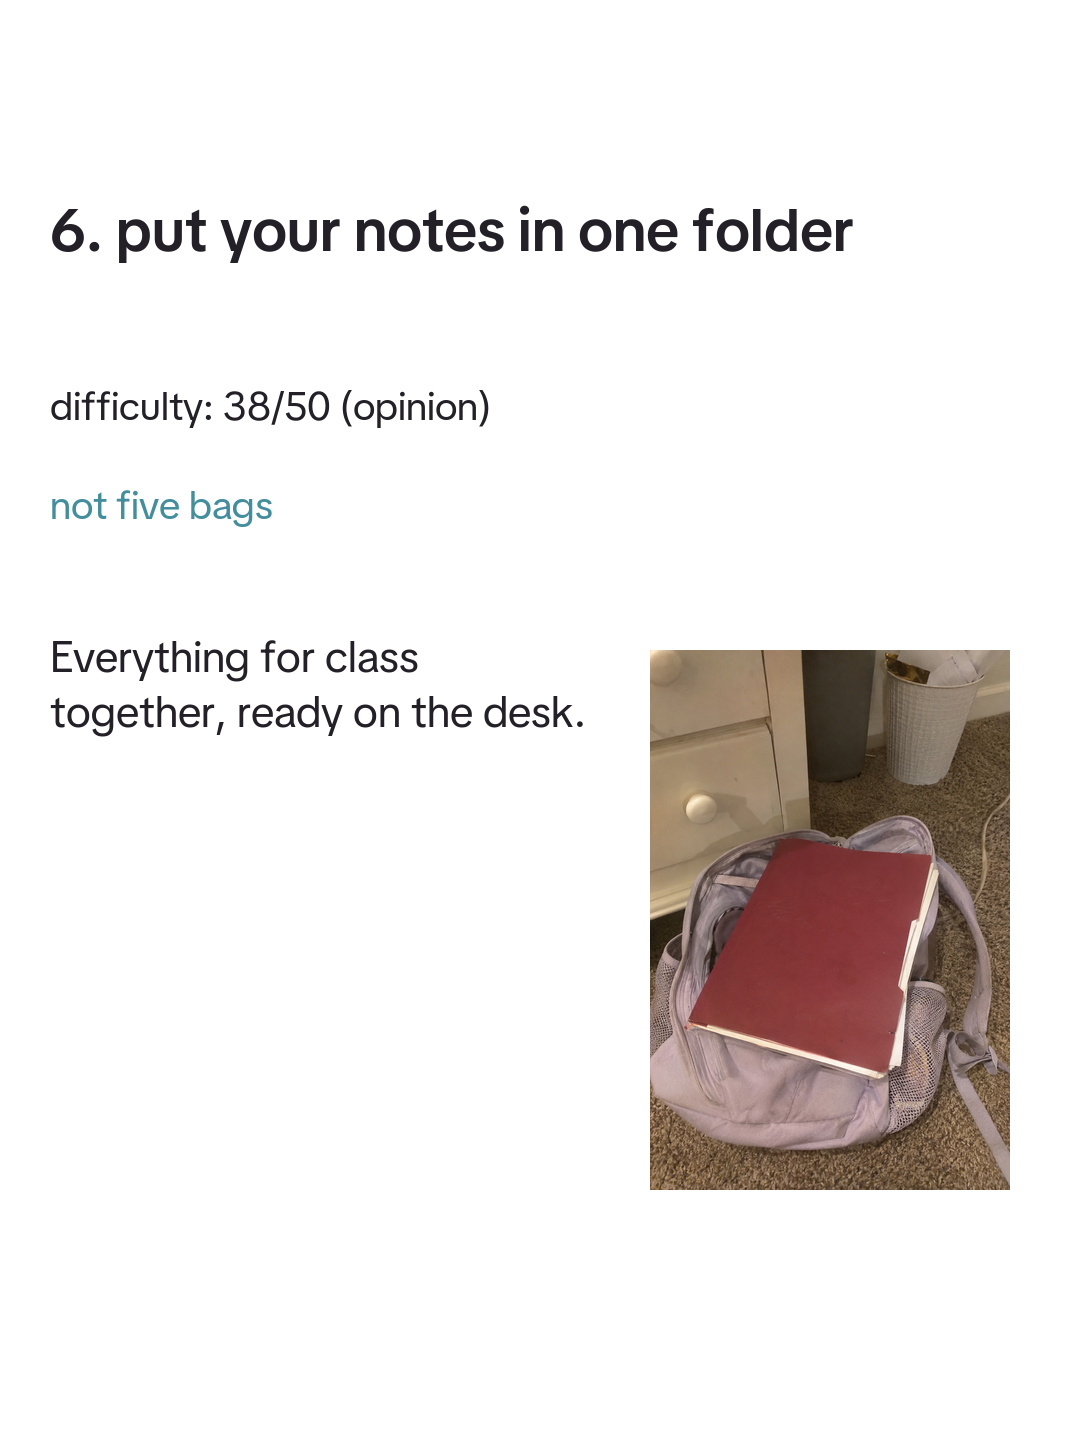 6. put your notes in one folder
difficulty: 38/50 (opinion)
not five bags
Everything for class
together, ready on the desk.